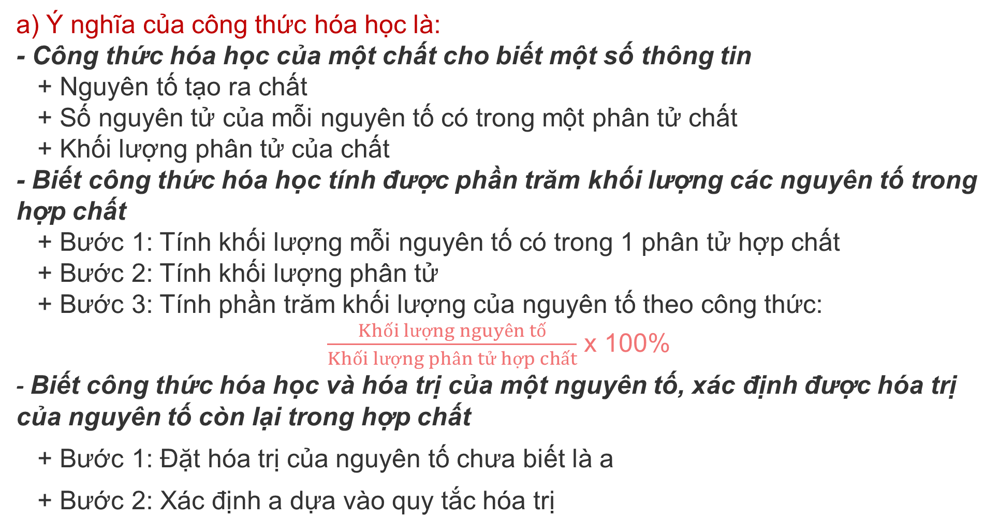 a) Ý nghĩa của công thức hóa học là:
- Công thức hóa học của một chất cho biết một số thông tin
+ Nguyên tố tạo ra chất
+ Số nguyên tử của mỗi nguyên tố có trong một phân tử chất
+ Khối lượng phân tử của chất
- Biết công thức hóa học tính được phần trăm khối lượng các nguyên tố trong
hợp chất
+ Bước 1: Tính khối lượng mỗi nguyên tố có trong 1 phân tử hợp chất
+ Bước 2: Tính khối lượng phân tử
+ Bước 3: Tính phần trăm khối lượng của nguyên tố theo công thức:
Khối lượng nguyên tố
Khối lượng phân tử hợp chất x 100%
- Biết công thức hóa học và hóa trị của một nguyên tố, xác định được hóa trị
của nguyên tố còn lại trong hợp chất
+ Bước 1: Đặt hóa trị của nguyên tố chưa biết là a
+ Bước 2: Xác định a dựa vào quy tắc hóa trị